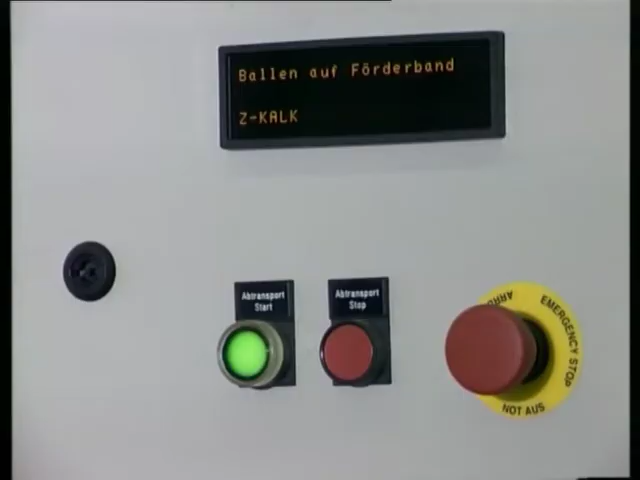 Ballen auf Förderband
Z-KALK
Abtransport
Start
Abtransport
Stop
EMERGENCY STOP
NOT AUS